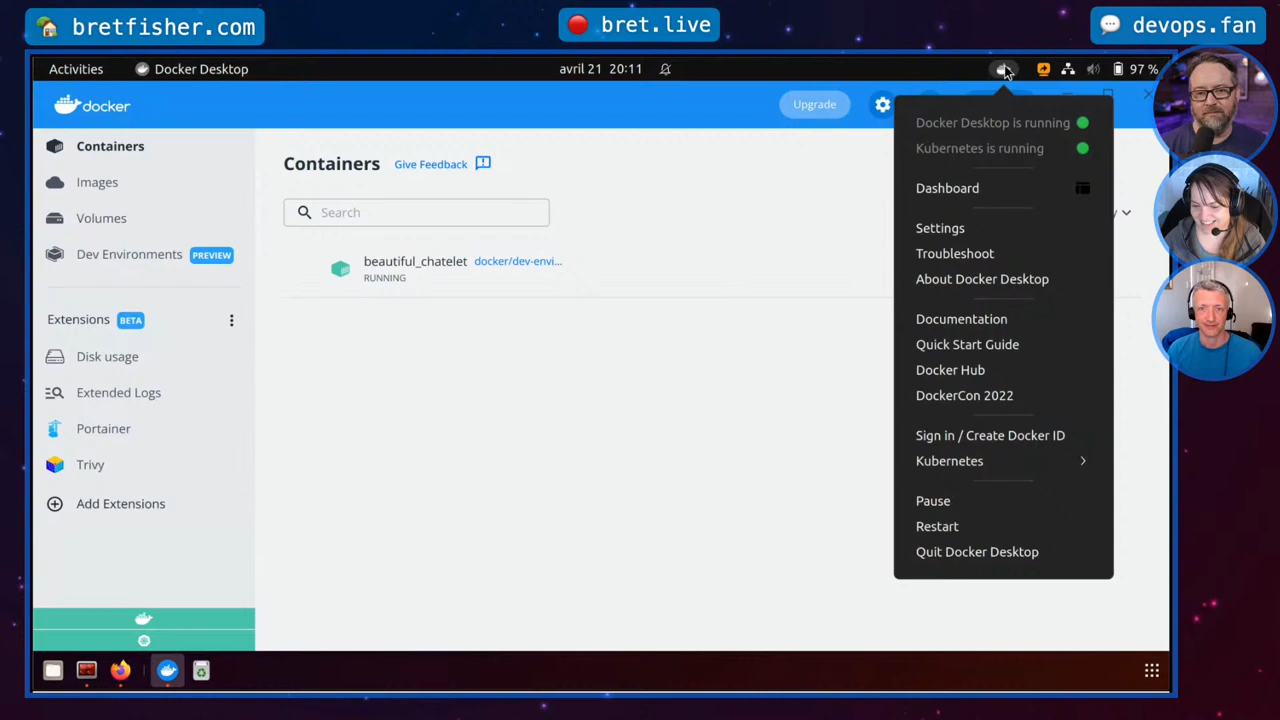 bretfisher.com
bret.live
devops.fan
Activities
Docker Desktop
avril 21 20:11
97 %
docker
Upgrade
Containers
Images
Volumes
Dev Environments PREVIEW
Extensions BETA
Disk usage
Extended Logs
Portainer
Trivy
Add Extensions
Containers Give Feedback
Search
beautiful_chatelet docker/dev-envi...
RUNNING
Docker Desktop is running
Kubernetes is running
Dashboard
Settings
Troubleshoot
About Docker Desktop
Documentation
Quick Start Guide
Docker Hub
DockerCon 2022
Sign in / Create Docker ID
Kubernetes
Pause
Restart
Quit Docker Desktop